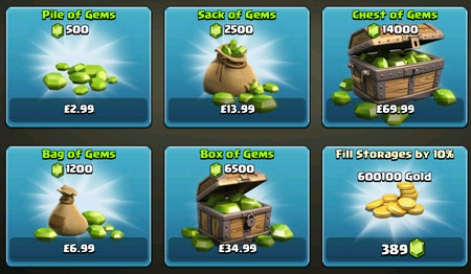 Pile of Gems
500
£2.99
Sack of Gems
2500
£13.99
Chest of Gems
14000
£69.99
Bag of Gems
1200
£6.99
Box of Gems
6500
£34.99
Fill Storages by 10%
600100 Gold
389